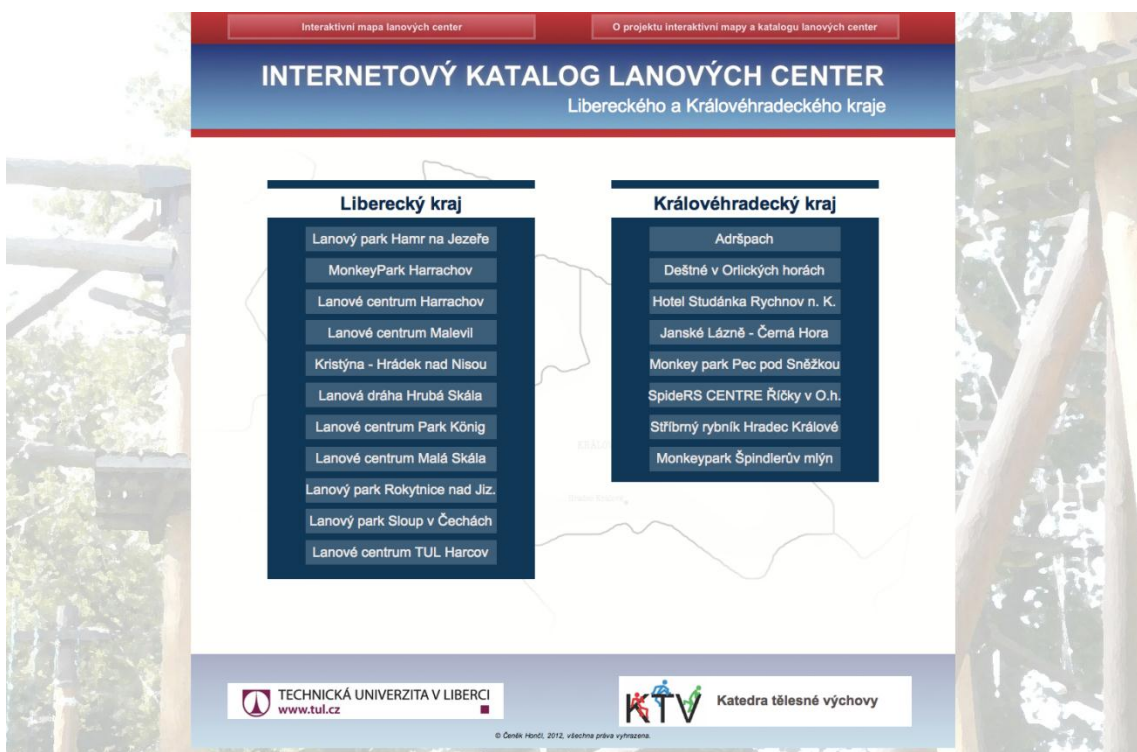 Interaktivní mapa lanových center
O projektu interaktivní mapy a katalogu lanových center
INTERNETOVÝ KATALOG LANOVÝCH CENTER
Libereckého a Královéhradeckého kraje
Liberecký kraj
Lanový park Hamr na Jezeře
MonkeyPark Harrachov
Lanové centrum Harrachov
Lanové centrum Malevil
Kristýna - Hrádek nad Nisou
Lanová dráha Hrubá Skála
Lanové centrum Park König
Lanové centrum Malá Skála
Lanový park Rokytnice nad Jiz.
Lanový park Sloup v Čechách
Lanové centrum TUL Harcov
Královéhradecký kraj
Adršpach
Deštné v Orlických horách
Hotel Studánka Rychnov n. K.
Janské Lázně - Černá Hora
Monkey park Pec pod Sněžkou
SpideRS CENTRE Říčky v O.h.
Stříbrný rybník Hradec Králové
Monkeypark Špindlerův mlýn
TECHNICKÁ UNIVERZITA V LIBERCI
www.tul.cz
KTV
Katedra tělesné výchovy
© Čeněk Hončl, 2012, všechna práva vyhrazena.